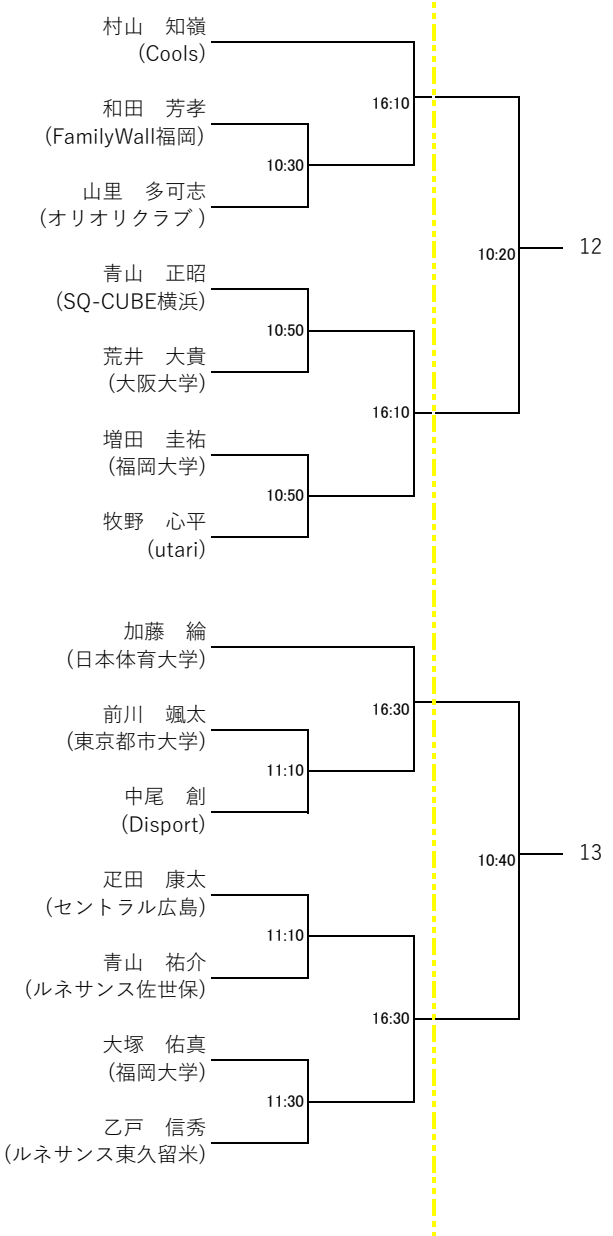 村山　知嶺
(Cools)
16:10
和田　芳孝
(FamilyWall福岡)
10:30
山里　多可志
(オリオリクラブ )
10:20
12
青山　正昭
(SQ-CUBE横浜)
10:50
荒井　大貴
(大阪大学)
16:10
増田　圭祐
(福岡大学)
10:50
牧野　心平
(utari)
加藤　綸
(日本体育大学)
16:30
前川　颯太
(東京都市大学)
11:10
中尾　創
(Disport)
10:40
13
疋田　康太
(セントラル広島)
11:10
青山　祐介
(ルネサンス佐世保)
16:30
大塚　佑真
(福岡大学)
11:30
乙戸　信秀
(ルネサンス東久留米)